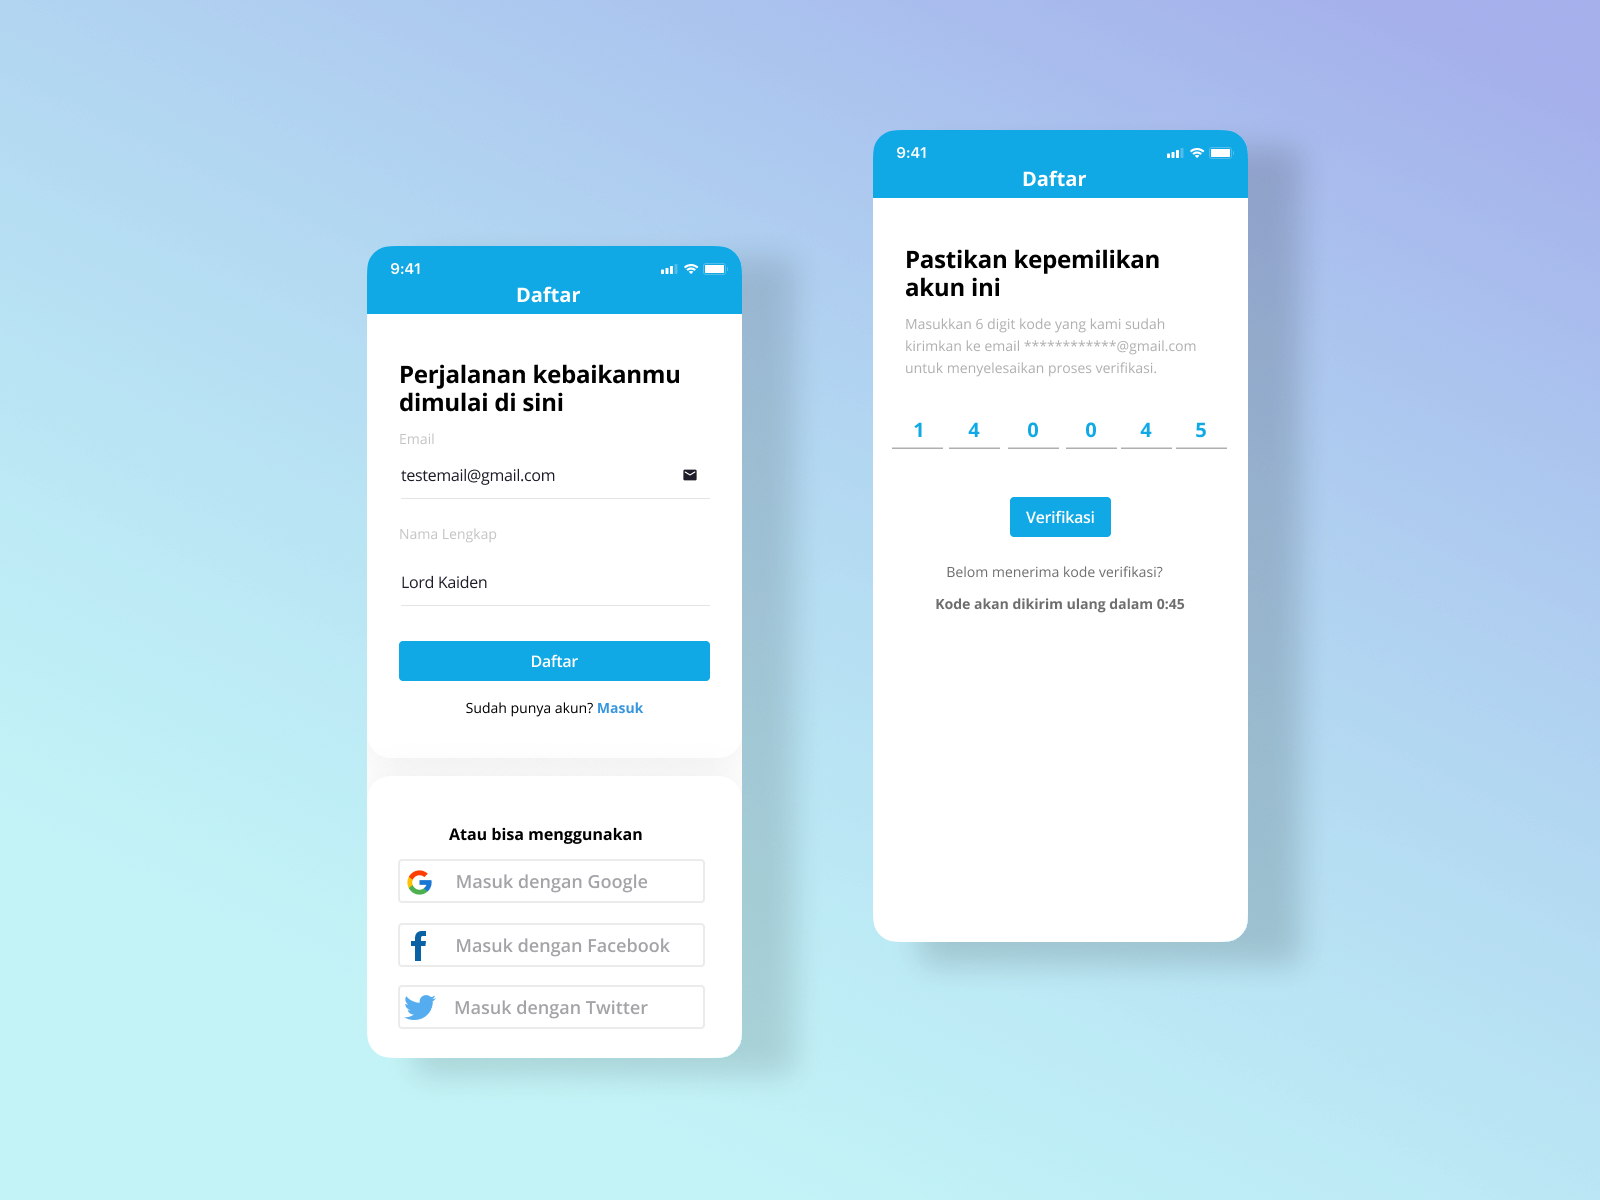 9:41
Daftar
Perjalanan kebaikanmu
dimulai di sini
Email
testemail@gmail.com
Nama Lengkap
Lord Kaiden
Daftar
Sudah punya akun? Masuk
Atau bisa menggunakan
Masuk dengan Google
Masuk dengan Facebook
Masuk dengan Twitter
9:41
Daftar
Pastikan kepemilikan
akun ini
Masukkan 6 digit kode yang kami sudah
kirimkan ke email ************@gmail.com
untuk menyelesaikan proses verifikasi.
1 4 0 0 4 5
Verifikasi
Belom menerima kode verifikasi?
Kode akan dikirim ulang dalam 0:45